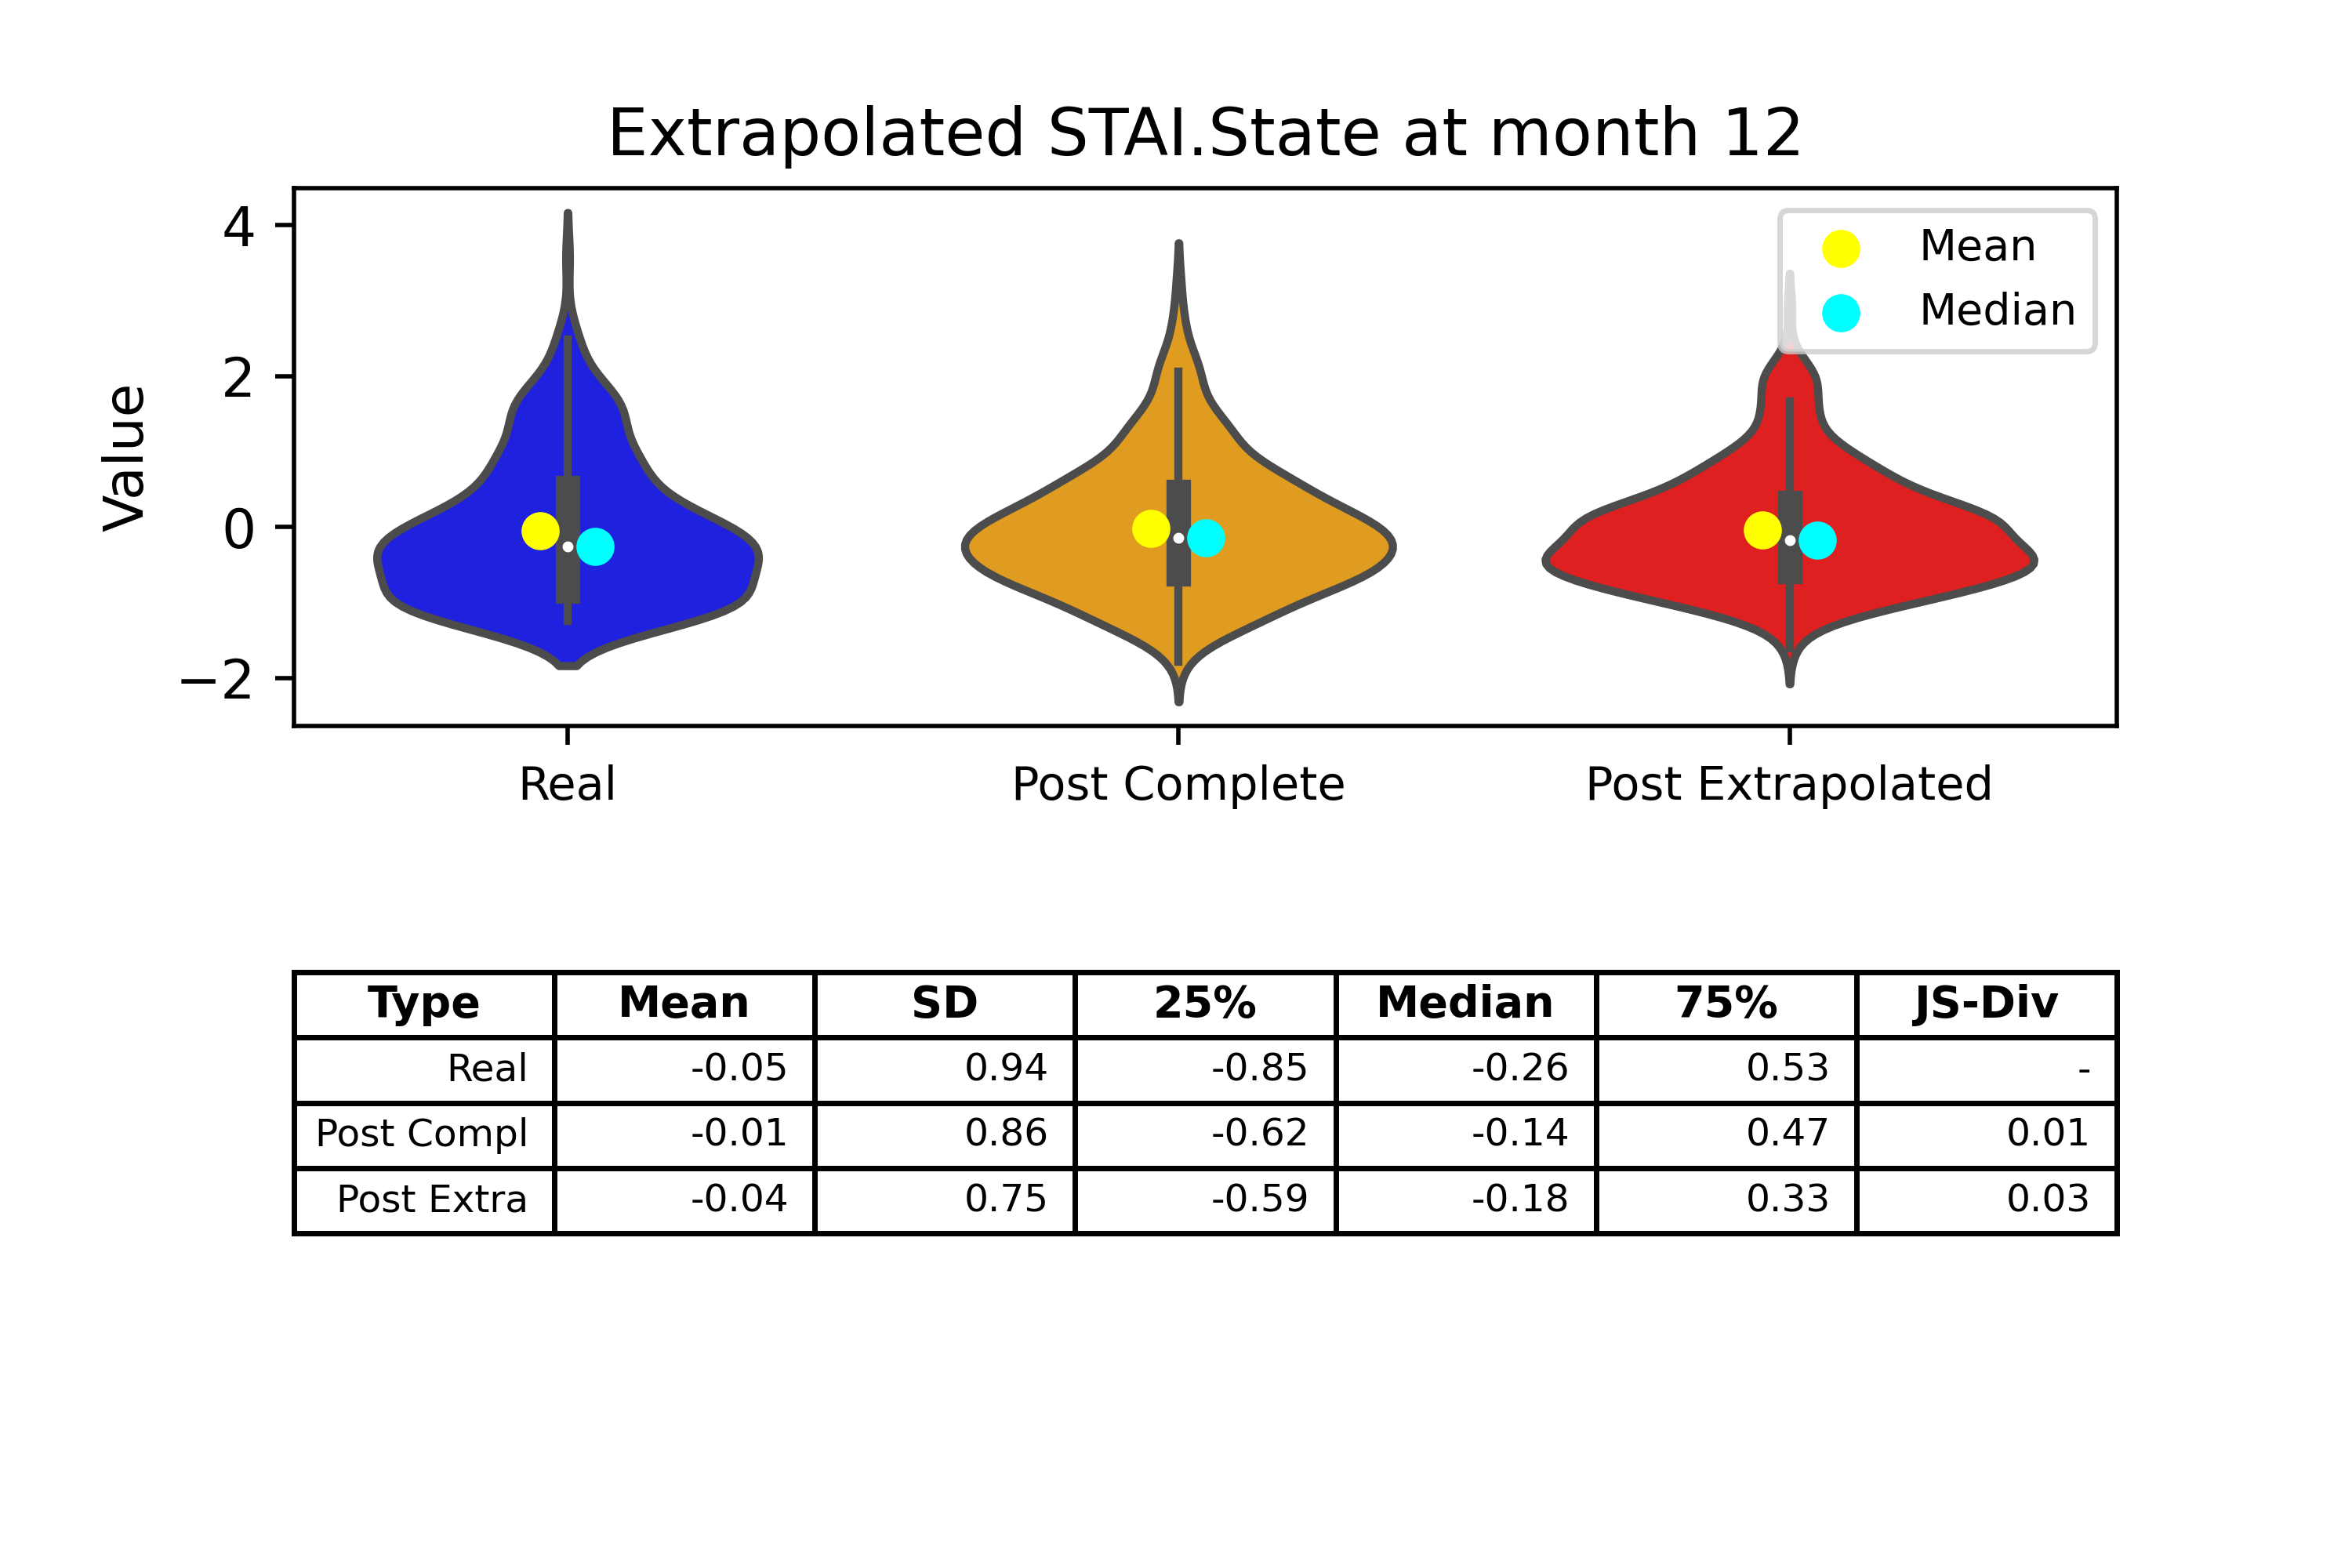 Extrapolated STAI.State at month 12
Value
4
2
0
−2
Mean
Median
Real Post Complete Post Extrapolated
Type Mean SD 25% Median 75% JS-Div
Real -0.05 0.94 -0.85 -0.26 0.53 -
Post Compl -0.01 0.86 -0.62 -0.14 0.47 0.01
Post Extra -0.04 0.75 -0.59 -0.18 0.33 0.03